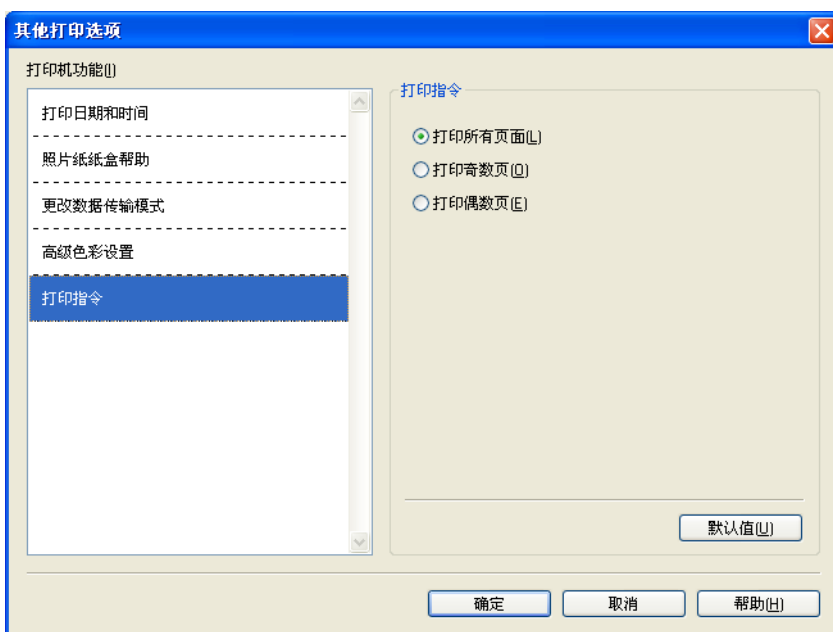 其他打印选项
打印机功能(I)
打印日期和时间
照片纸纸盒帮助
更改数据传输模式
高级色彩设置
打印指令
打印指令
打印所有页面(L)
打印奇数页(O)
打印偶数页(E)
默认值(U)
确定
取消
帮助(H)